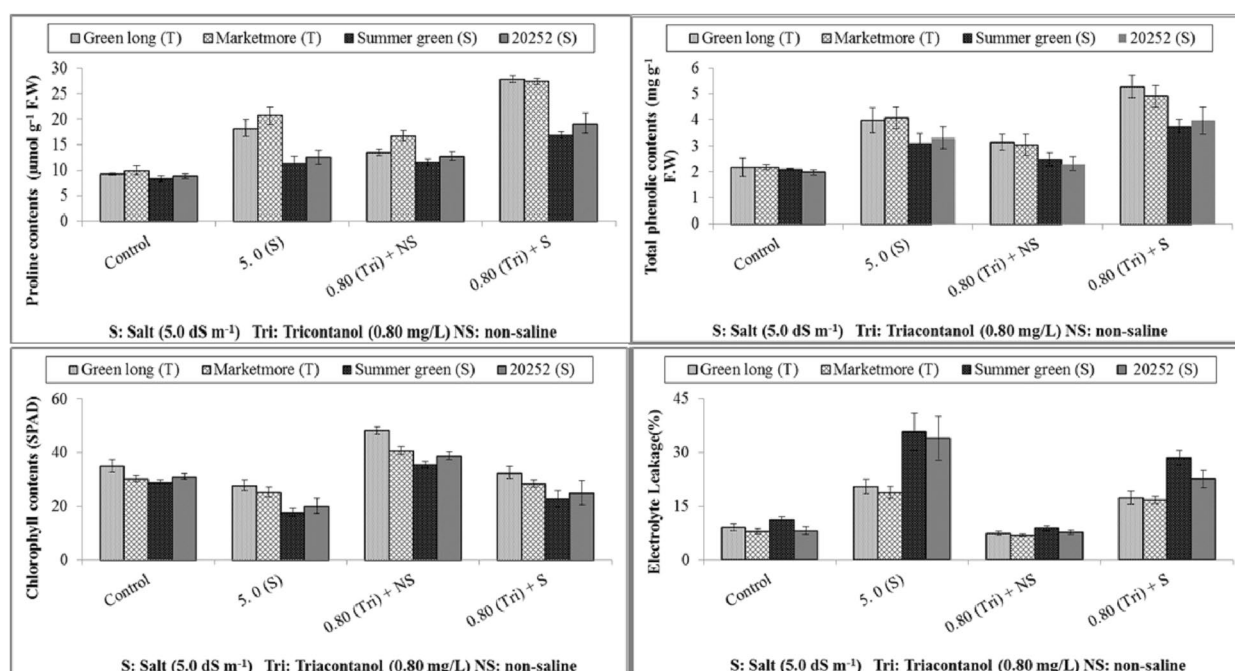 Green long (T) Marketmore (T) Summer green (S) 20252 (S)
Proline contents (µmol g-1 F.W)
30
25
20
15
10
5
0
Control 5. 0 (S) 0.80 (Tri) + NS 0.80 (Tri) + S
S: Salt (5.0 dS m-1) Tri: Tricontanol (0.80 mg/L) NS: non-saline
Green long (T) Marketmore (T) Summer green (S) 20252 (S)
Total phenolic contents (mg g-1
F.W)
6
5
4
3
2
1
0
Control 5. 0 (S) 0.80 (Tri) + NS 0.80 (Tri) + S
S: Salt (5.0 dS m-1) Tri: Triacontanol (0.80 mg/L) NS: non-saline
Green long (T) Marketmore (T) Summer green (S) 20252 (S)
Chlorophyll contents (SPAD)
60
40
20
0
Control 5. 0 (S) 0.80 (Tri) + NS 0.80 (Tri) + S
S: Salt (5.0 dS m-1) Tri: Triacontanol (0.80 mg/L) NS: non-saline
Green long (T) Marketmore (T) Summer green (S) 20252 (S)
Electrolyte Leakage(%)
45
30
15
0
Control 5. 0 (S) 0.80 (Tri) + NS 0.80 (Tri) + S
S: Salt (5.0 dS m-1) Tri: Triacontanol (0.80 mg/L) NS: non-saline